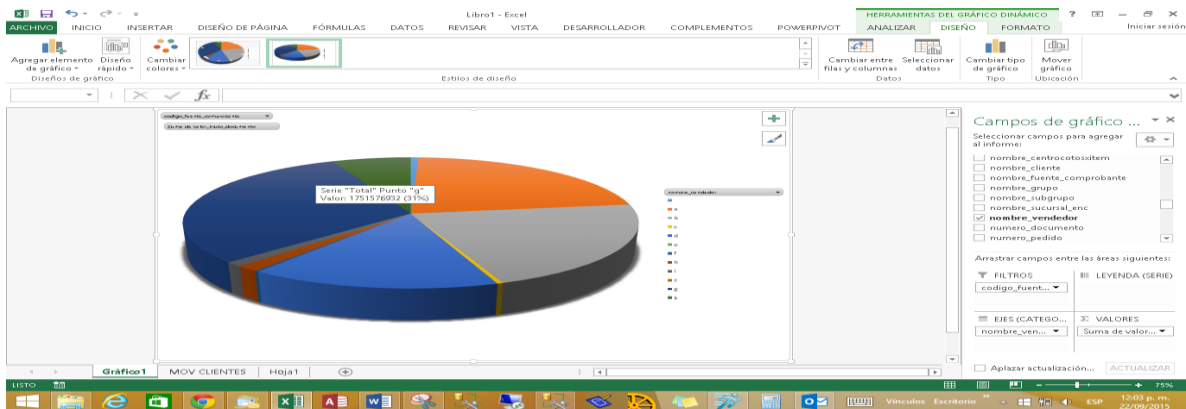 Libro1 - Excel
HERRAMIENTAS DEL GRÁFICO DINÁMICO
?
ARCHIVO INICIO INSERTAR DISEÑO DE PÁGINA FÓRMULAS DATOS REVISAR VISTA DESARROLLADOR COMPLEMENTOS POWERPIVOT ANALIZAR DISEÑO FORMATO Iniciar sesión
Agregar elemento de gráfico
Diseño rápido
Cambiar colores
Cambiar entre filas y columnas
Seleccionar datos
Cambiar tipo de gráfico
Mover gráfico
Diseños de gráfico
Estilos de diseño
Datos
Tipo
Ubicación
fx
Serie "Total" Punto "g"
Valor: 1751576932 (31%)
a
b
c
d
f
h
i
g
k
Campos de gráfico ...
Seleccionar campos para agregar
al informe:
nombre_centrocotosxitem
nombre_cliente
nombre_fuente_comprobante
nombre_grupo
nombre_subgrupo
nombre_sucursal_enc
nombre_vendedor
numero_documento
numero_pedido
Arrastrar campos entre las áreas siguientes:
FILTROS
LEYENDA (SERIE)
codigo_fuent...
EJES (CATEGO...
Σ VALORES
nombre_ven...
Suma de valor...
Aplazar actualización...
ACTUALIZAR
Gráfico1 MOV CLIENTES Hoja1
LISTO
75%
Vínculos Escritorio
ESP
12:03 p. m.
22/09/2015